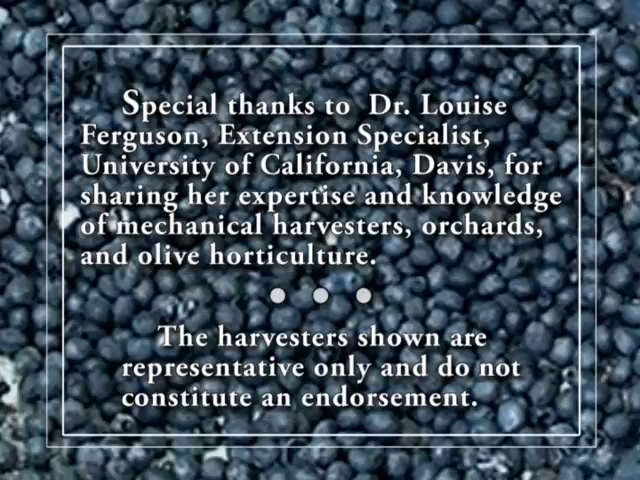 Special thanks to Dr. Louise
Ferguson, Extension Specialist,
University of California, Davis, for
sharing her expertise and knowledge
of mechanical harvesters, orchards,
and olive horticulture.
● ● ●
The harvesters shown are
representative only and do not
constitute an endorsement.